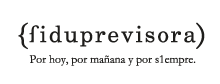 {fiduprevisora)
Por hoy, por mañana y por s1empre.